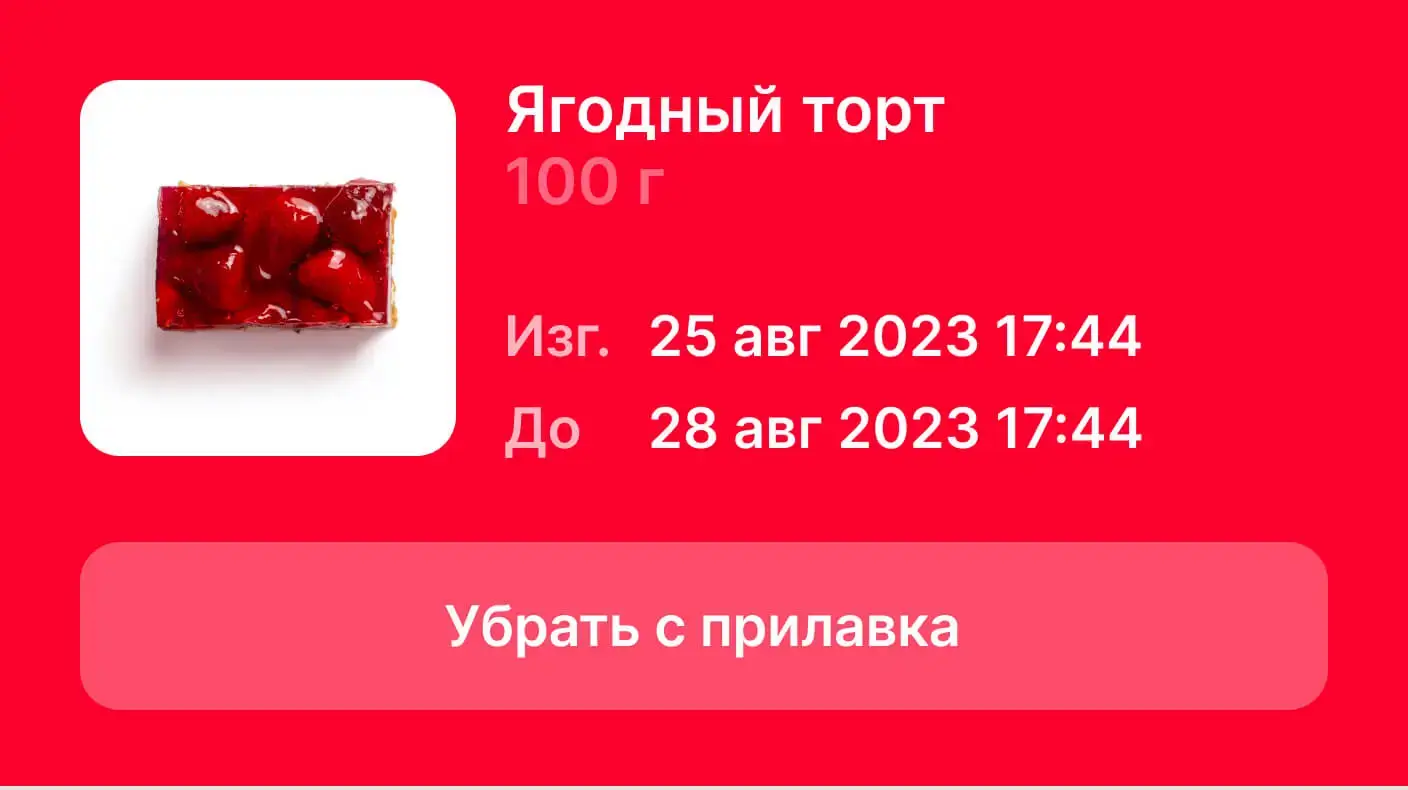 Ягодный торт
100 г
Изг. 25 авг 2023 17:44
До 28 авг 2023 17:44
Убрать с прилавка